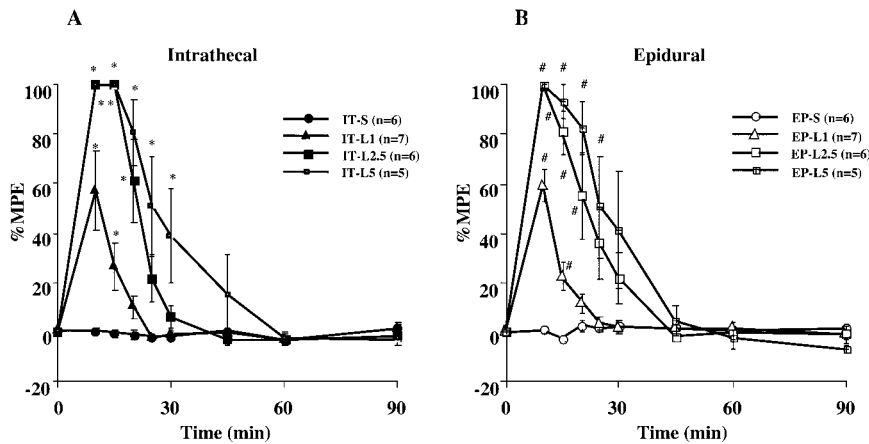 A
Intrathecal
100
80
60
40
20
0
-20
%MPE
0
30
60
90
Time (min)
IT-S (n=6)
IT-L1 (n=7)
IT-L2.5 (n=6)
IT-L5 (n=5)
* * * * * * * * * * *
B
Epidural
100
80
60
40
20
0
-20
%MPE
0
30
60
90
Time (min)
EP-S (n=6)
EP-L1 (n=7)
EP-L2.5 (n=6)
EP-L5 (n=5)
# # # # # # # # #